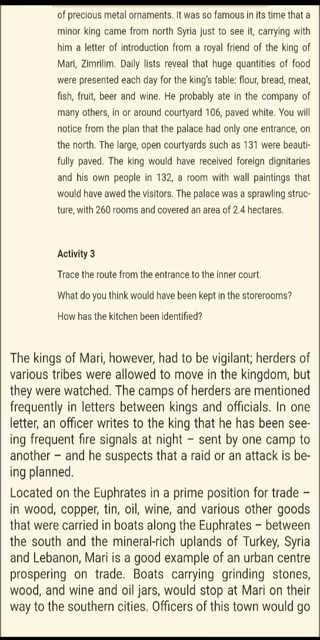 of precious metal ornaments. It was so famous in its time that a
minor king came from north Syria just to see it, carrying with
him a letter of introduction from a royal friend of the king of
Mari, Zimrilim. Daily lists reveal that huge quantities of food
were presented each day for the king's table: flour, bread, meat,
fish, fruit, beer and wine. He probably ate in the company of
many others, in or around courtyard 106, paved white. You will
notice from the plan that the palace had only one entrance, on
the north. The large, open courtyards such as 131 were beauti-
fully paved. The king would have received foreign dignitaries
and his own people in 132, a room with wall paintings that
would have awed the visitors. The palace was a sprawling struc-
ture, with 260 rooms and covered an area of 2.4 hectares.
Activity 3
Trace the route from the entrance to the inner court.
What do you think would have been kept in the storerooms?
How has the kitchen been identified?
The kings of Mari, however, had to be vigilant; herders of
various tribes were allowed to move in the kingdom, but
they were watched. The camps of herders are mentioned
frequently in letters between kings and officials. In one
letter, an officer writes to the king that he has been see-
ing frequent fire signals at night – sent by one camp to
another – and he suspects that a raid or an attack is be-
ing planned.
Located on the Euphrates in a prime position for trade –
in wood, copper, tin, oil, wine, and various other goods
that were carried in boats along the Euphrates – between
the south and the mineral-rich uplands of Turkey, Syria
and Lebanon, Mari is a good example of an urban centre
prospering on trade. Boats carrying grinding stones,
wood, and wine and oil jars, would stop at Mari on their
way to the southern cities. Officers of this town would go